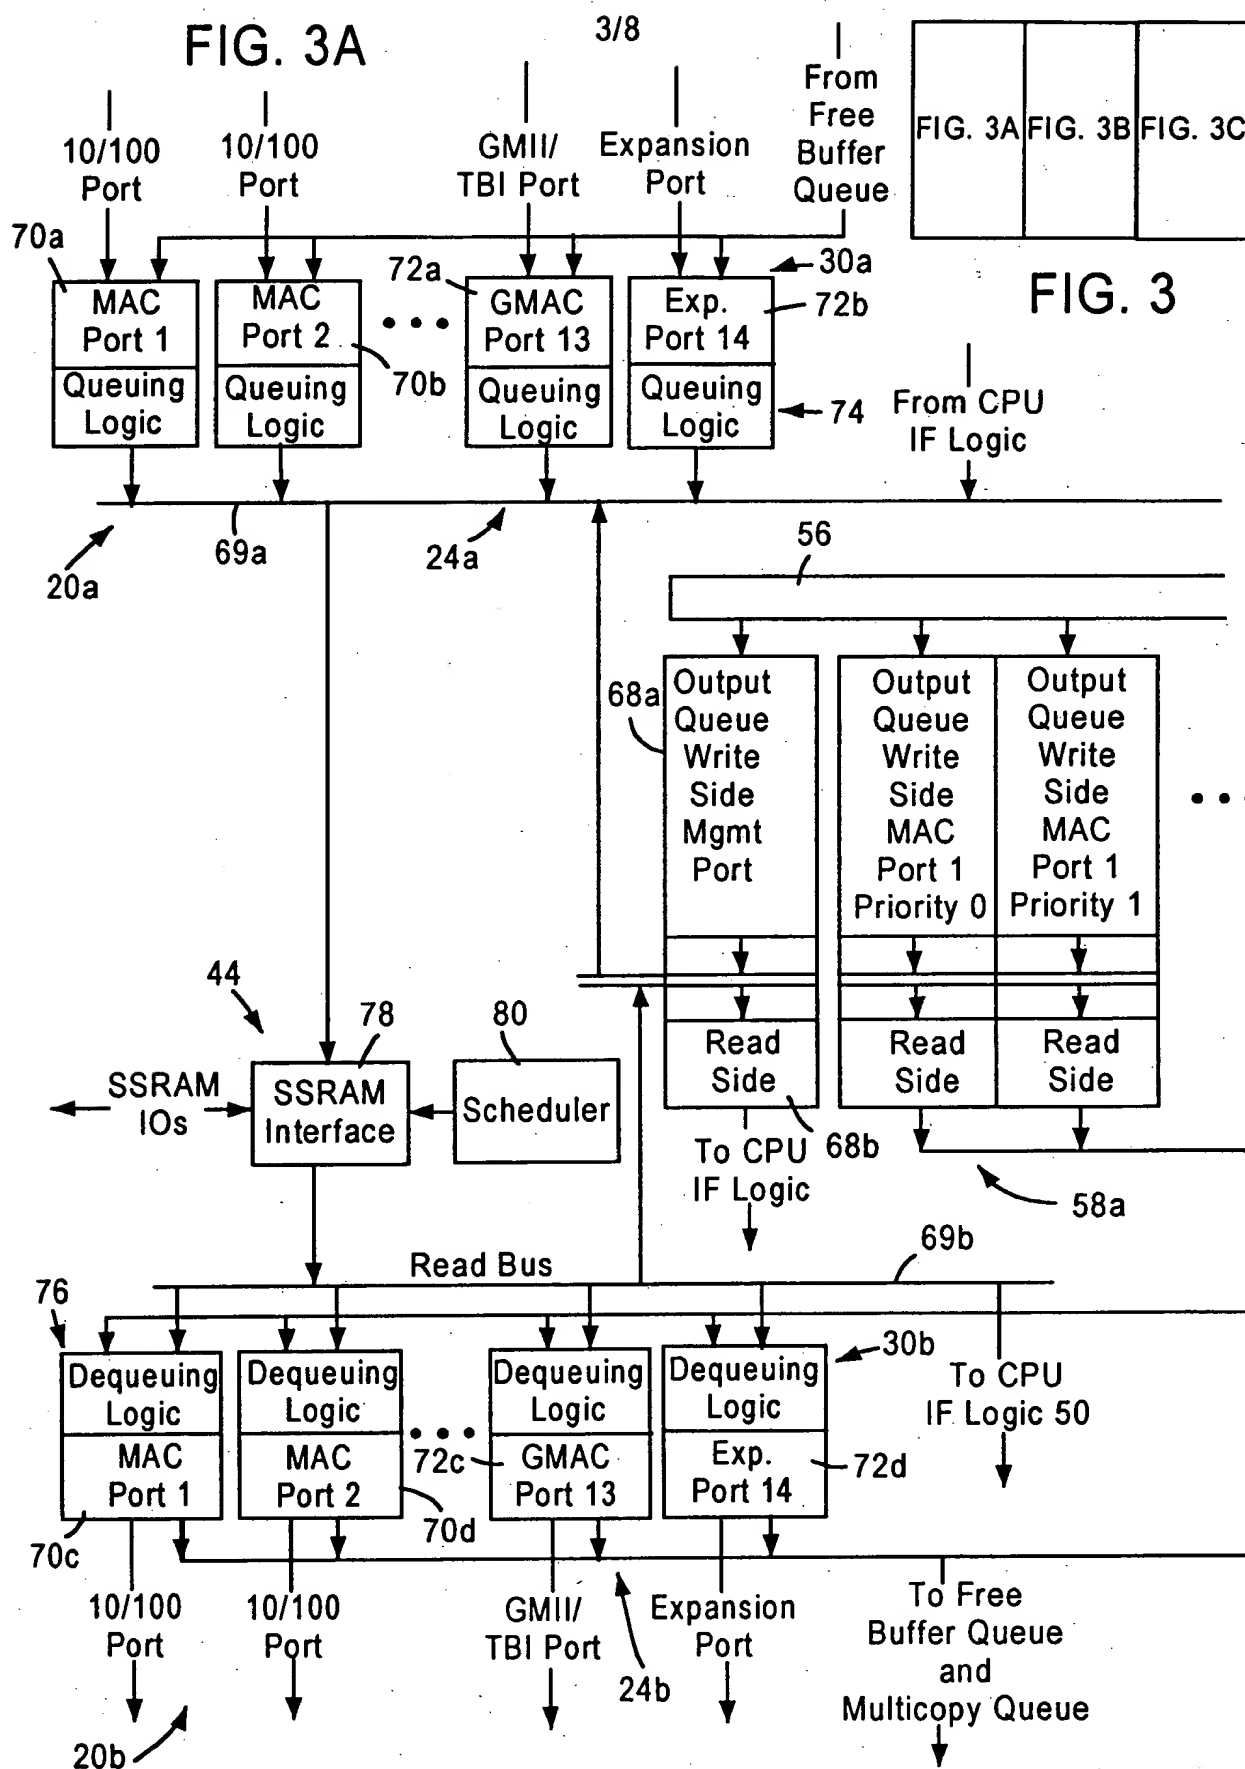 FIG. 3A
3/8
10/100
Port
10/100
Port
GMII/
TBI Port
Expansion
Port
From
Free
Buffer
Queue
FIG. 3A
FIG. 3B
FIG. 3C
FIG. 3
70a
MAC
Port 1
Queuing
Logic
MAC
Port 2
Queuing
Logic
70b
72a
GMAC
Port 13
Queuing
Logic
30a
Exp.
Port 14
72b
Queuing
Logic
74
From CPU
IF Logic
20a
69a
24a
56
68a
Output
Queue
Write
Side
Mgmt
Port
Output
Queue
Write
Side
MAC
Port 1
Priority 0
Output
Queue
Write
Side
MAC
Port 1
Priority 1
Read
Side
Read
Side
Read
Side
44
78
80
SSRAM
IOs
SSRAM
Interface
Scheduler
68b
To CPU
IF Logic
58a
Read Bus
69b
76
Dequeuing
Logic
MAC
Port 1
Dequeuing
Logic
MAC
Port 2
Dequeuing
Logic
72c
GMAC
Port 13
Dequeuing
Logic
Exp.
Port 14
30b
72d
To CPU
IF Logic 50
70c
70d
10/100
Port
10/100
Port
GMII/
TBI Port
Expansion
Port
24b
To Free
Buffer Queue
and
Multicopy Queue
20b